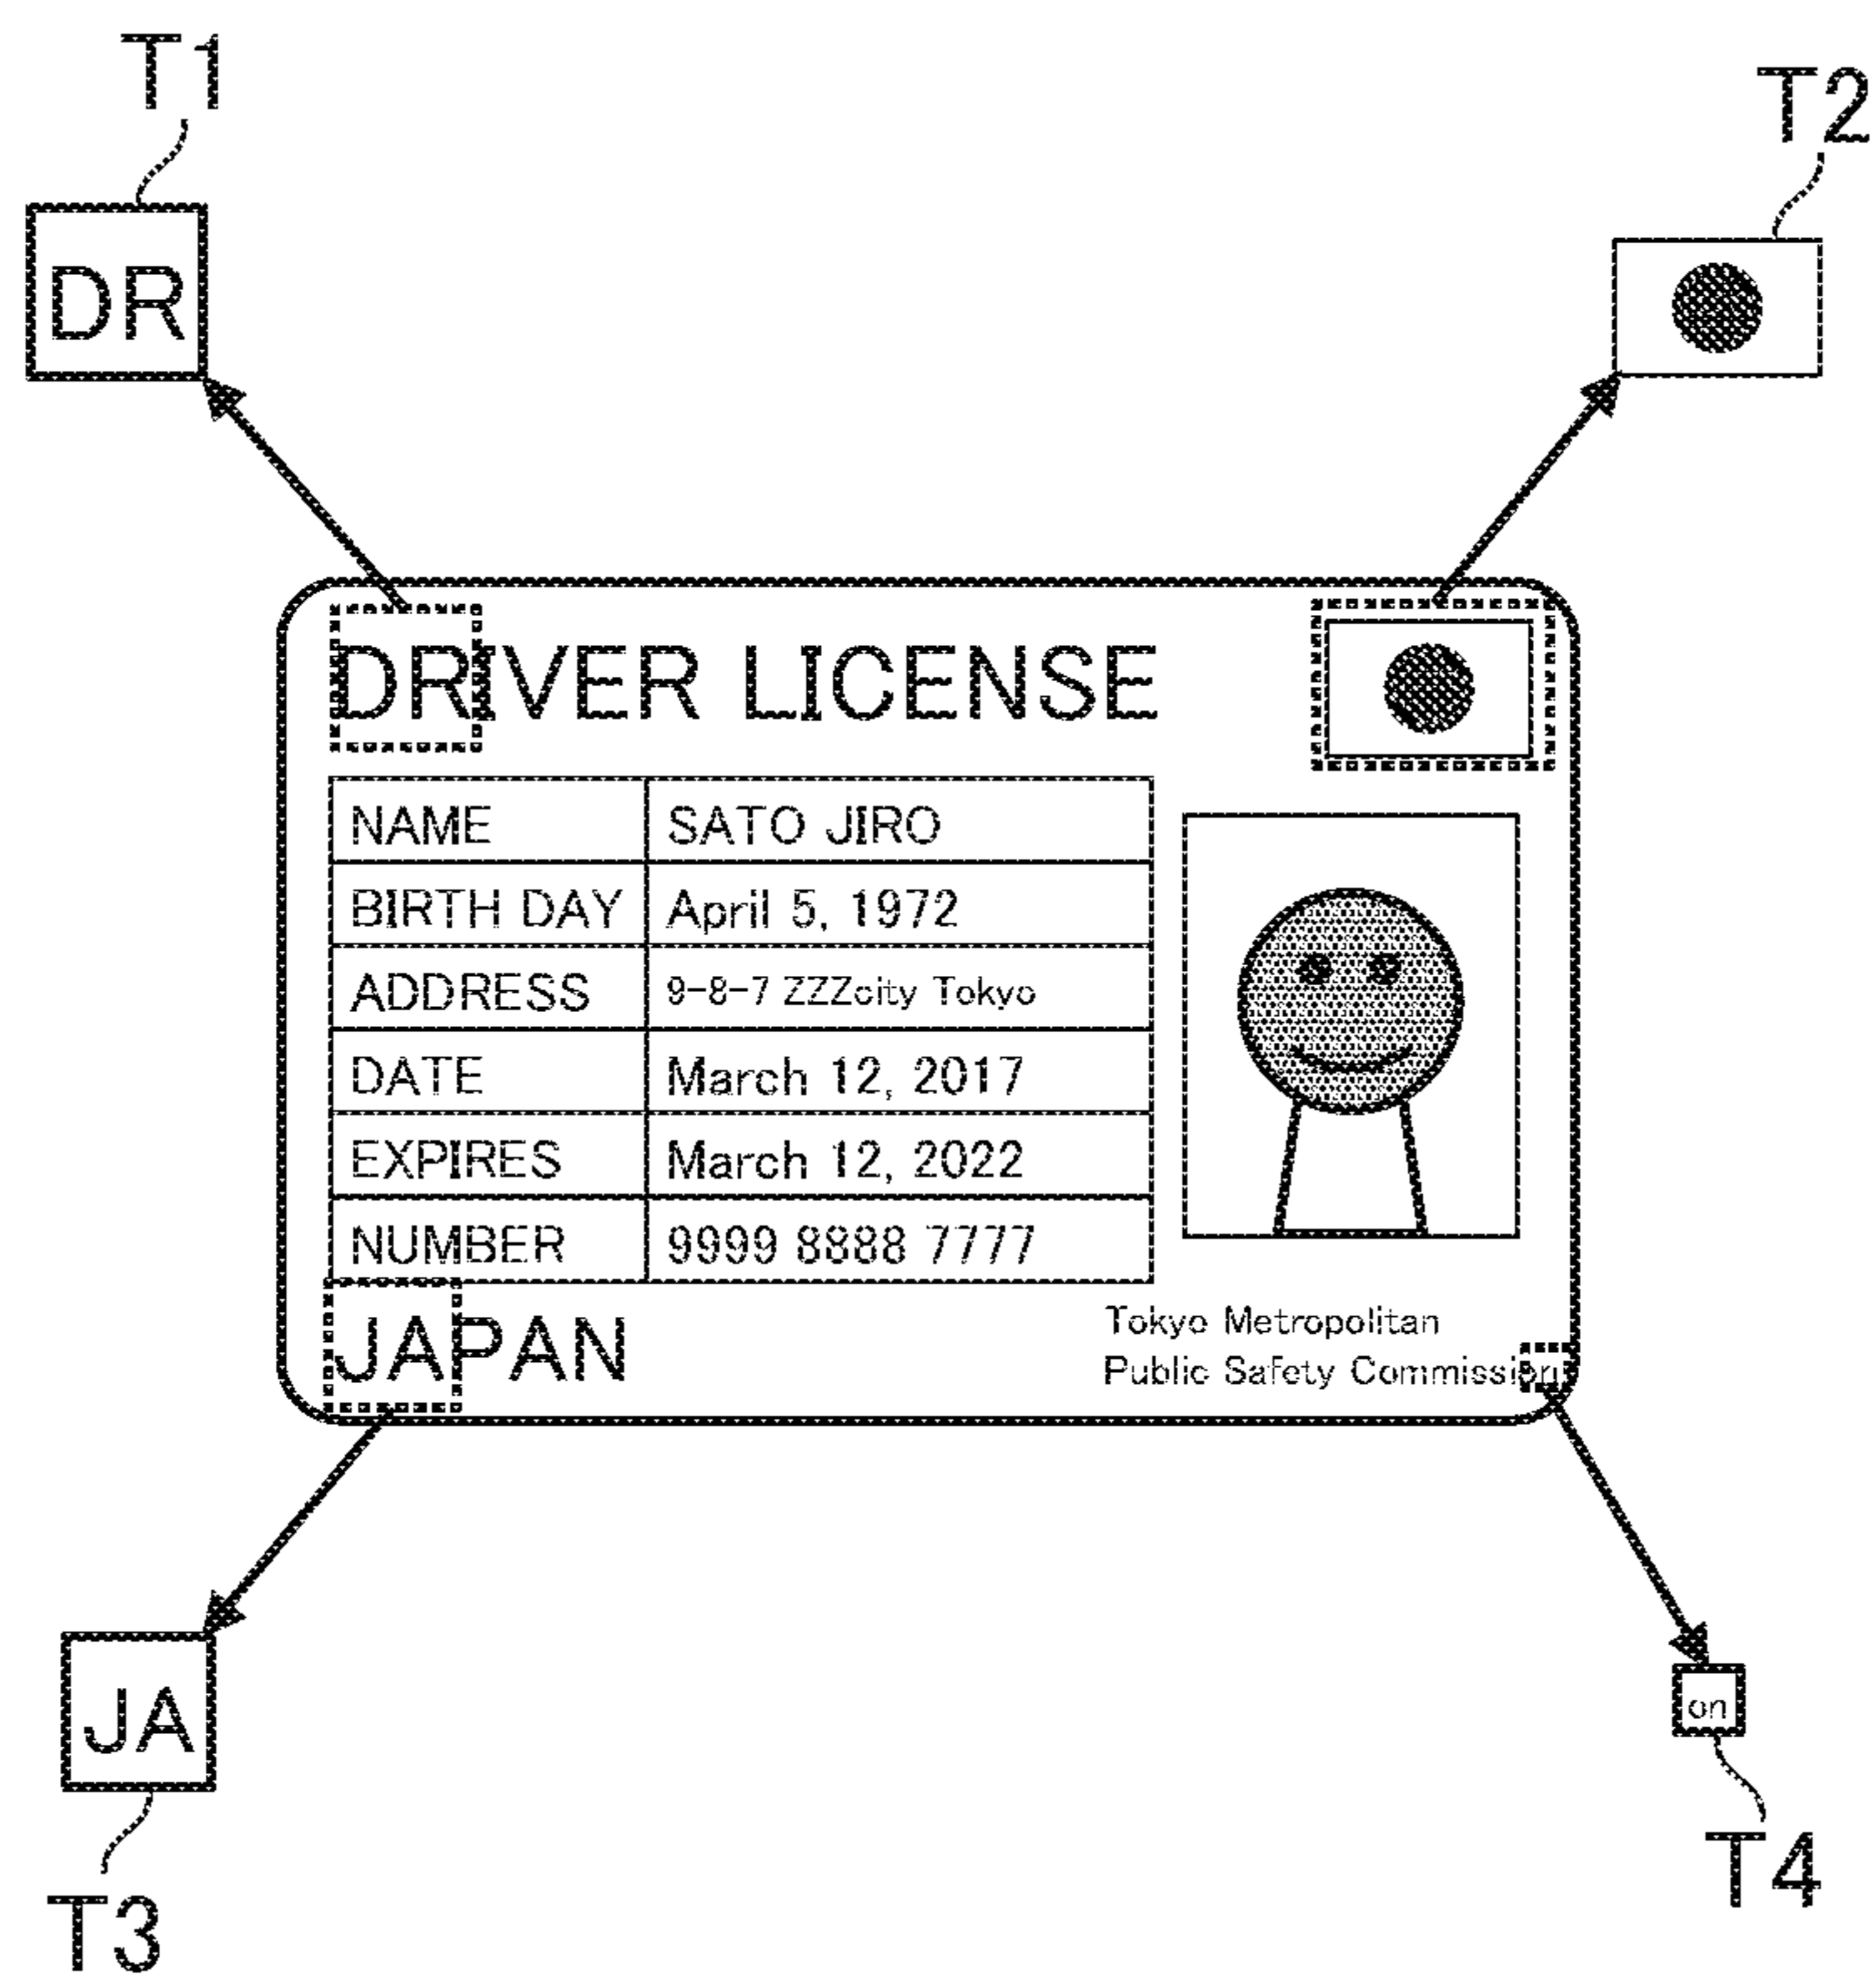 T1
T2
DR
DRIVER LICENSE
NAME SATO JIRO
BIRTH DAY April 5, 1972
ADDRESS 9-8-7 ZZZcity Tokyo
DATE March 12, 2017
EXPIRES March 12, 2022
NUMBER 9999 8888 7777
JAPAN
Tokyo Metropolitan
Public Safety Commission
JA
on
T3
T4